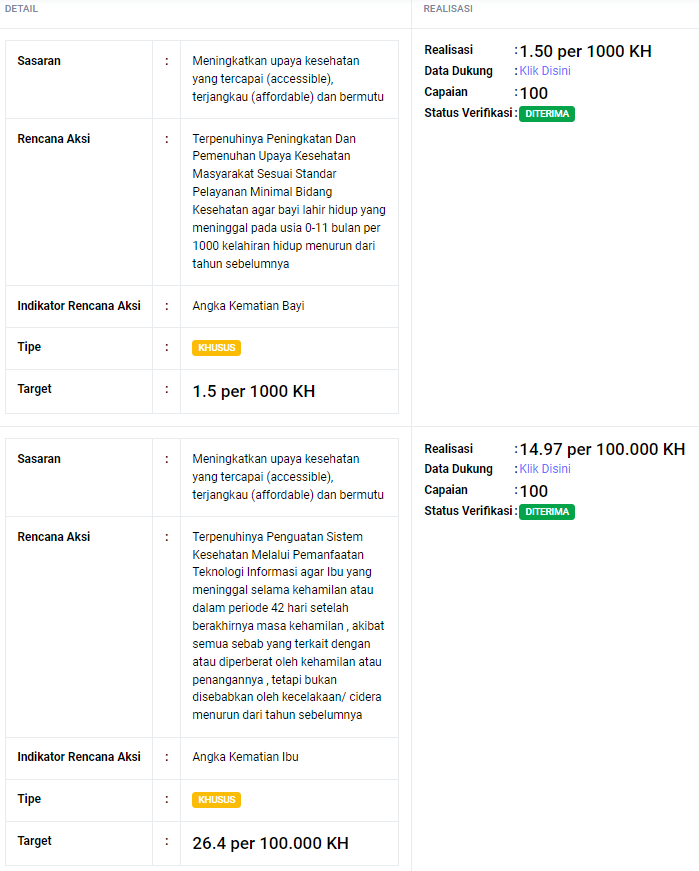 DETAIL
REALISASI
Sasaran : Meningkatkan upaya kesehatan
yang tercapai (accessible),
terjangkau (affordable) dan bermutu
Rencana Aksi : Terpenuhinya Peningkatan Dan
Pemenuhan Upaya Kesehatan
Masyarakat Sesuai Standar
Pelayanan Minimal Bidang
Kesehatan agar bayi lahir hidup yang
meninggal pada usia 0-11 bulan per
1000 kelahiran hidup menurun dari
tahun sebelumnya
Indikator Rencana Aksi : Angka Kematian Bayi
Tipe : KHUSUS
Target : 1.5 per 1000 KH
Realisasi :1.50 per 1000 KH
Data Dukung :Klik Disini
Capaian :100
Status Verifikasi: DITERIMA
Sasaran : Meningkatkan upaya kesehatan
yang tercapai (accessible),
terjangkau (affordable) dan bermutu
Rencana Aksi : Terpenuhinya Penguatan Sistem
Kesehatan Melalui Pemanfaatan
Teknologi Informasi agar Ibu yang
meninggal selama kehamilan atau
dalam periode 42 hari setelah
berakhirnya masa kehamilan , akibat
semua sebab yang terkait dengan
atau diperberat oleh kehamilan atau
penangannya , tetapi bukan
disebabkan oleh kecelakaan/ cidera
menurun dari tahun sebelumnya
Indikator Rencana Aksi : Angka Kematian Ibu
Tipe : KHUSUS
Target : 26.4 per 100.000 KH
Realisasi :14.97 per 100.000 KH
Data Dukung :Klik Disini
Capaian :100
Status Verifikasi: DITERIMA